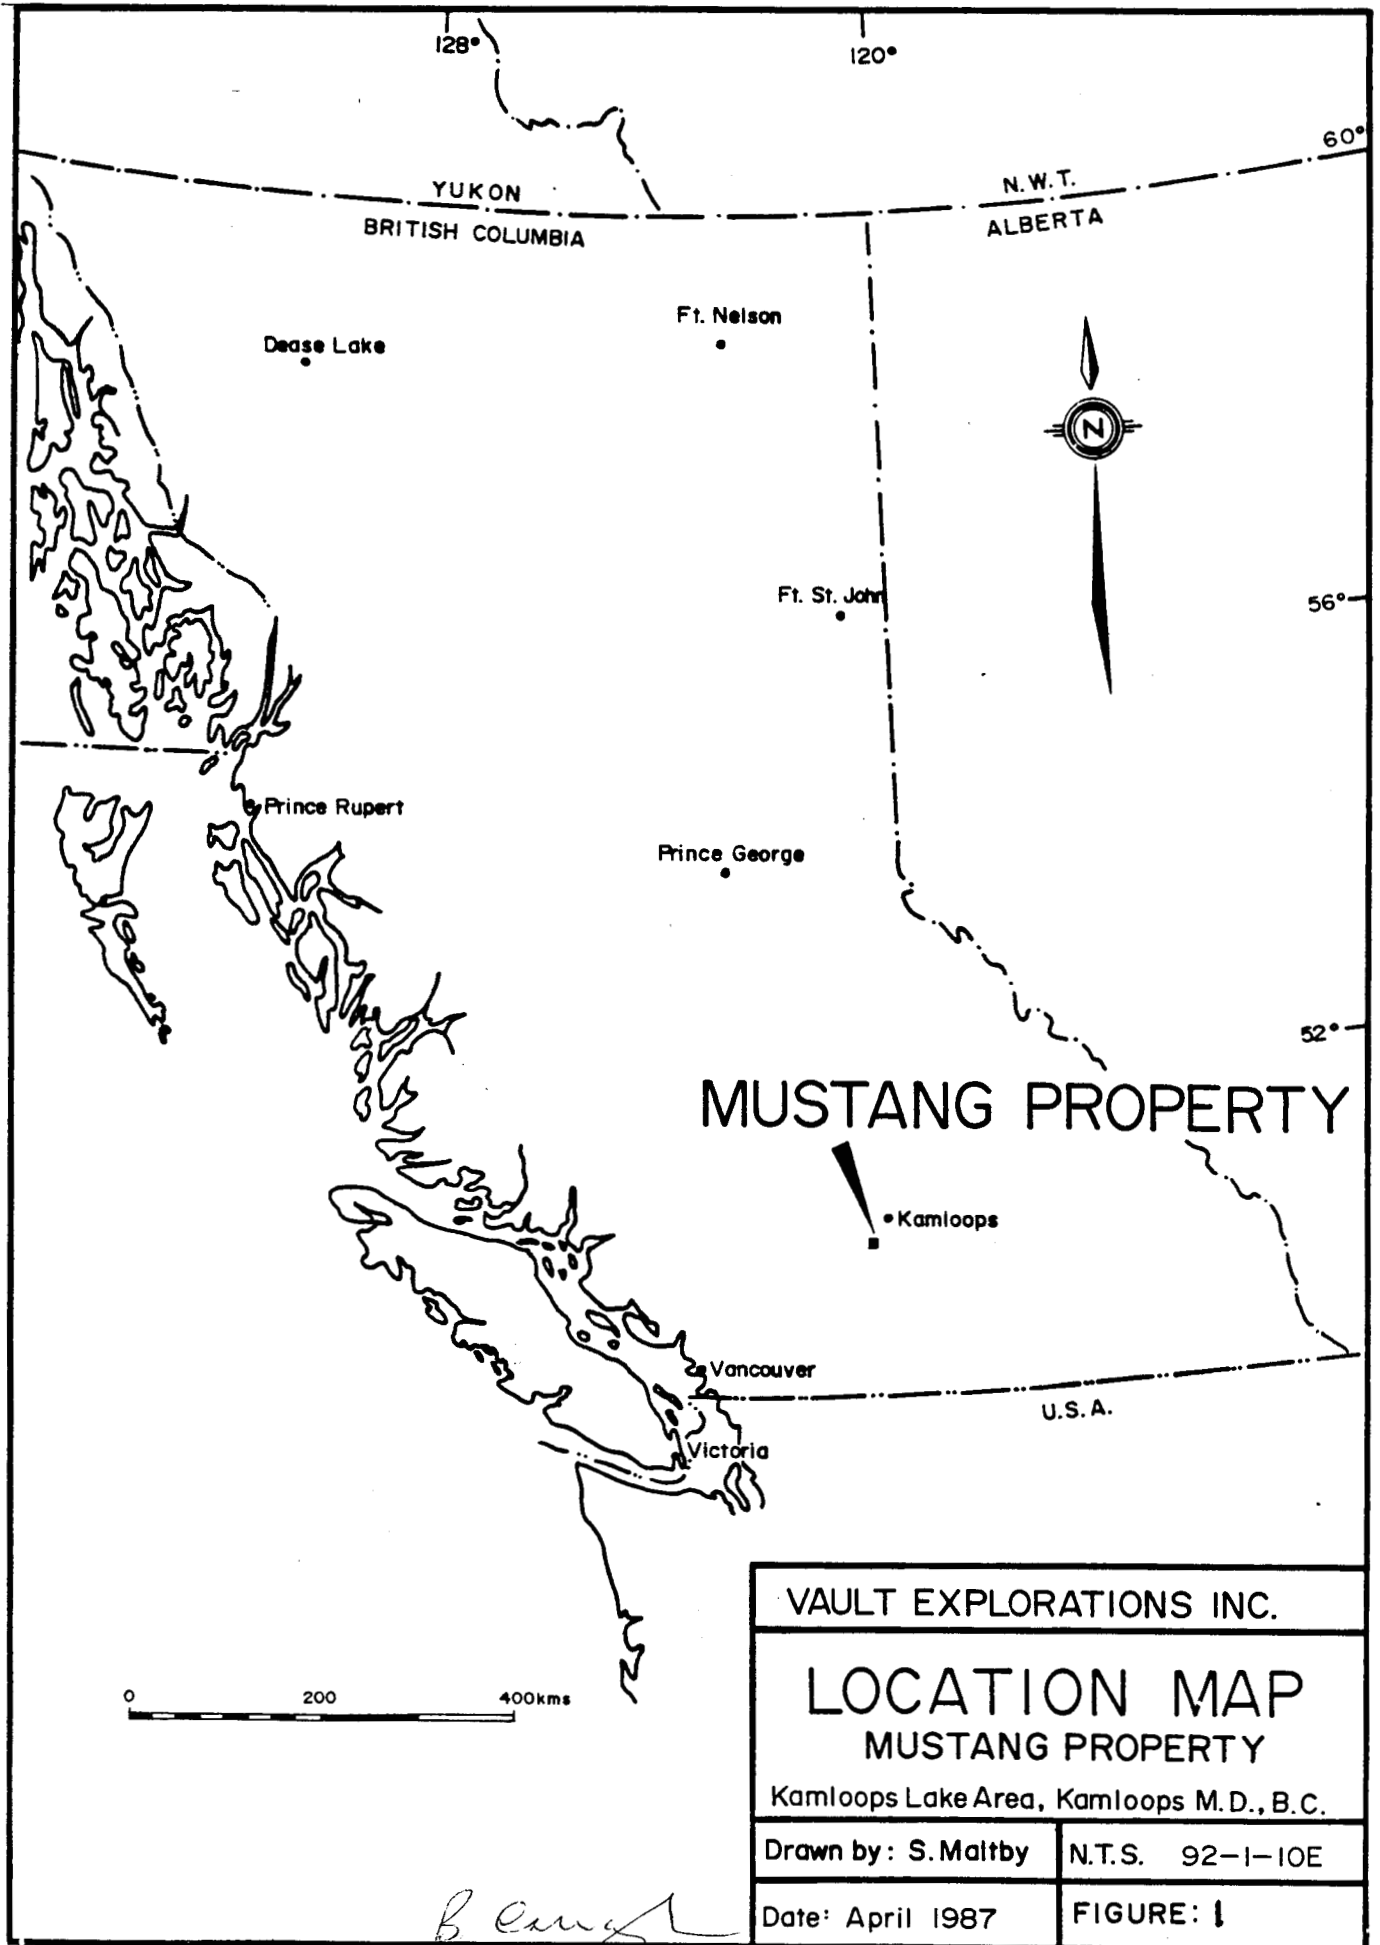 128°
120°
60°
YUKON
N.W.T.
BRITISH COLUMBIA
ALBERTA
Ft. Nelson
Dease Lake
N
Ft. St. John
56°
Prince Rupert
Prince George
52°
MUSTANG PROPERTY
Kamloops
Vancouver
U.S.A.
Victoria
VAULT EXPLORATIONS INC.
0 200 400kms
LOCATION MAP
MUSTANG PROPERTY
Kamloops Lake Area, Kamloops M.D., B.C.
Drawn by: S. Maltby
N.T.S. 92-I-10E
Date: April 1987
FIGURE: 1